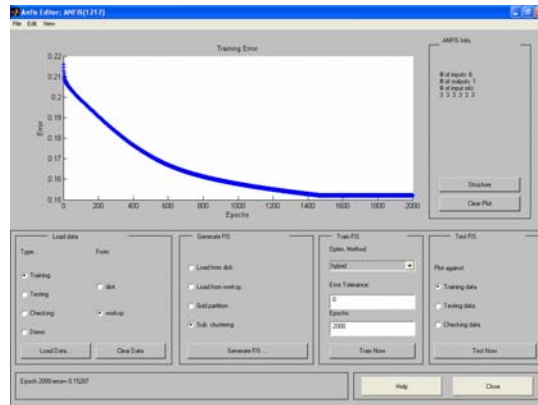 Anfis Editor: ANFIS(1217)
File Edit View
Training Error
0.22
0.21
0.2
0.19
0.18
0.17
0.16
0.15
Error
0 200 400 600 800 1000 1200 1400 1600 1800 2000
Epochs
ANFIS Info.
# of inputs: 6
# of outputs: 1
# of input mfs:
3 3 3 3 3 3
Structure
Clear Plot
Load data
Type:
From:
Training
Testing
Checking
Demo
disk
worksp.
Load Data...
Clear Data
Generate FIS
Load from disk
Load from worksp.
Grid partition
Sub. clustering
Generate FIS ...
Train FIS
Optim. Method:
hybrid
Error Tolerance:
0
Epochs:
2000
Train Now
Test FIS
Plot against:
Training data
Testing data
Checking data
Test Now
Epoch 2000:error= 0.15207
Help
Close